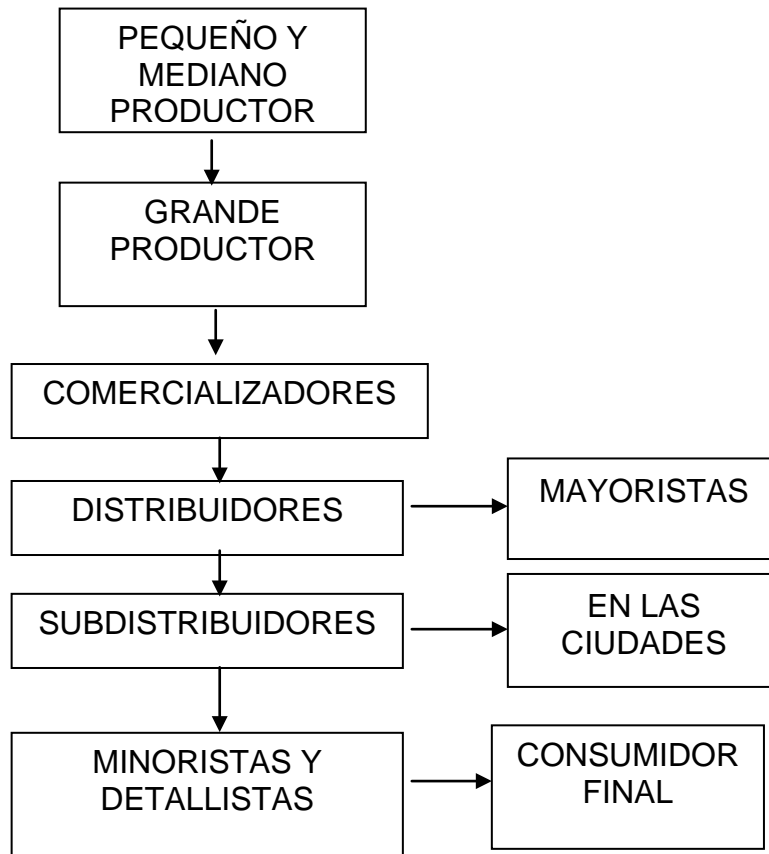 PEQUEÑO Y
MEDIANO
PRODUCTOR
GRANDE
PRODUCTOR
COMERCIALIZADORES
DISTRIBUIDORES
MAYORISTAS
SUBDISTRIBUIDORES
EN LAS
CIUDADES
MINORISTAS Y
DETALLISTAS
CONSUMIDOR
FINAL